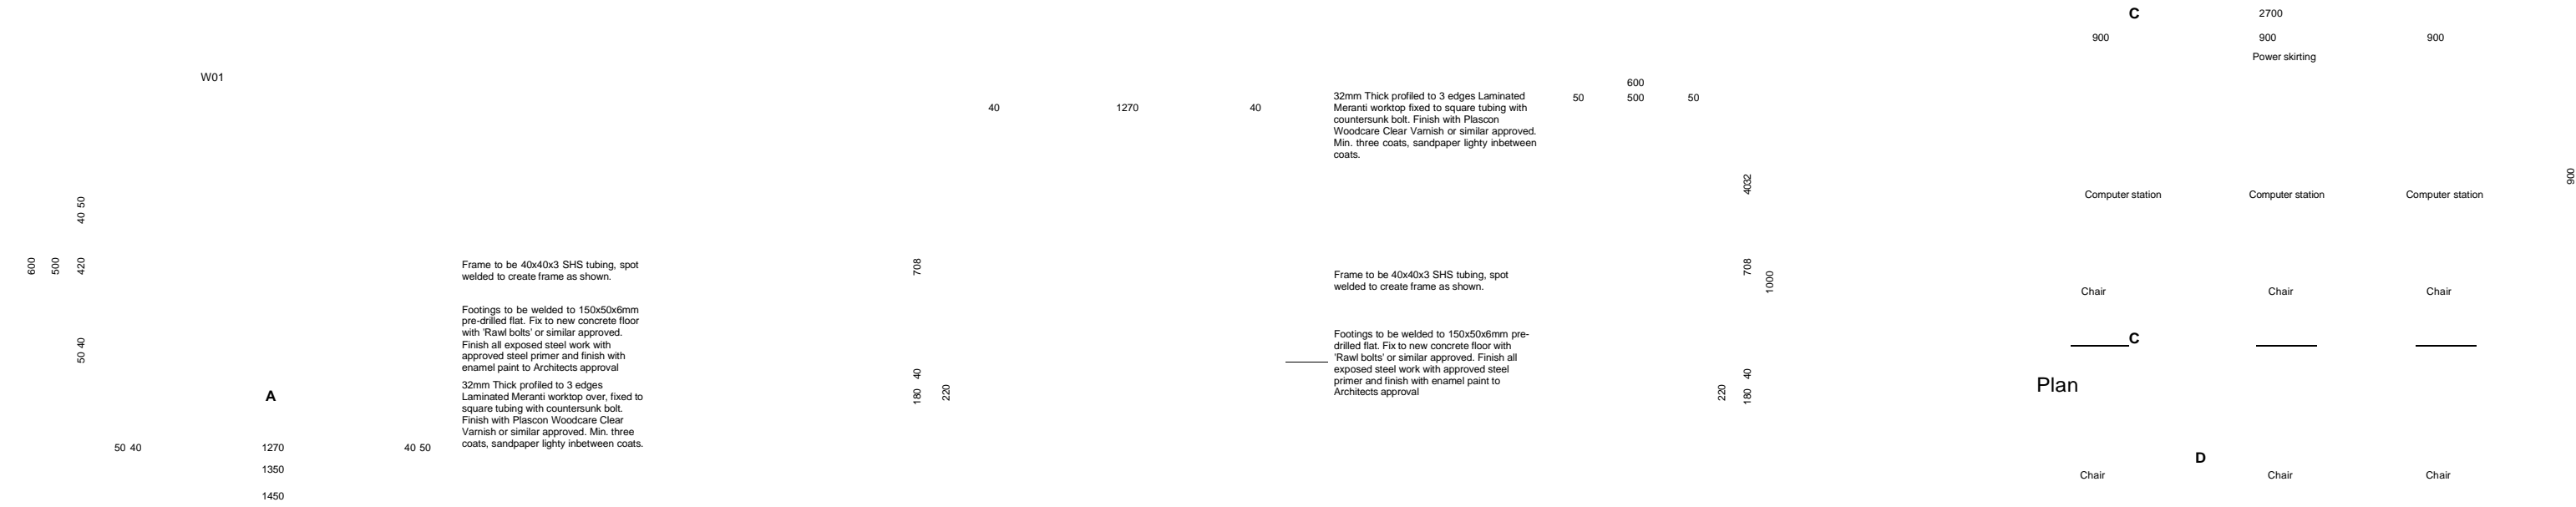 C
2700
900
900
900
Power skirting
W01
600
40
1270
40
50
500
50
32mm Thick profiled to 3 edges Laminated
Meranti worktop fixed to square tubing with
countersunk bolt. Finish with Plascon
Woodcare Clear Varnish or similar approved.
Min. three coats, sandpaper lighty inbetween
coats.
4032
900
40 50
Computer station
Computer station
Computer station
600
500
420
Frame to be 40x40x3 SHS tubing, spot
welded to create frame as shown.
708
Frame to be 40x40x3 SHS tubing, spot
welded to create frame as shown.
708
1000
Chair
Chair
Chair
Footings to be welded to 150x50x6mm
pre-drilled flat. Fix to new concrete floor
with 'Rawl bolts' or similar approved.
Finish all exposed steel work with
approved steel primer and finish with
enamel paint to Architects approval
Footings to be welded to 150x50x6mm pre-
drilled flat. Fix to new concrete floor with
'Rawl bolts' or similar approved. Finish all
exposed steel work with approved steel
primer and finish with enamel paint to
Architects approval
50 40
C
Plan
32mm Thick profiled to 3 edges
Laminated Meranti worktop over, fixed to
square tubing with countersunk bolt.
Finish with Plascon Woodcare Clear
Varnish or similar approved. Min. three
coats, sandpaper lighty inbetween coats.
A
180 40
220
220
180 40
50 40
1270
40 50
1350
1450
D
Chair
Chair
Chair